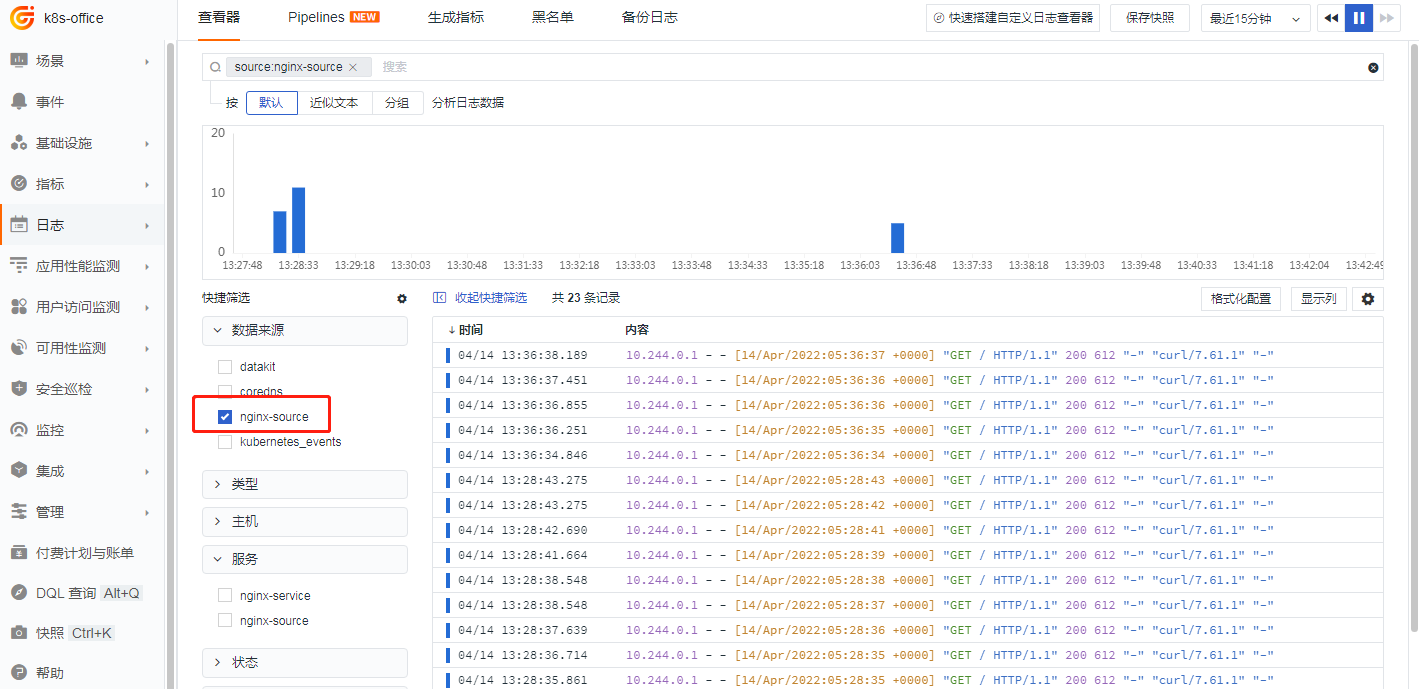 k8s-office
查看器
Pipelines NEW
生成指标
黑名单
备份日志
快速搭建自定义日志查看器
保存快照
最近15分钟
场景
事件
基础设施
指标
日志
应用性能监测
用户访问监测
可用性监测
安全巡检
监控
集成
管理
付费计划与账单
DQL 查询 Alt+Q
快照 Ctrl+K
帮助
source:nginx-source
搜索
按 默认 近似文本 分组 分析日志数据
20
10
0
13:27:48 13:28:33 13:29:18 13:30:03 13:30:48 13:31:33 13:32:18 13:33:03 13:33:48 13:34:33 13:35:18 13:36:03 13:36:48 13:37:33 13:38:18 13:39:03 13:39:48 13:40:33 13:41:18 13:42:04 13:42:49
快捷筛选
数据来源
datakit
coredns
nginx-source
kubernetes_events
类型
主机
服务
nginx-service
nginx-source
状态
收起快捷筛选 共 23 条记录
格式化配置 显示列
时间 内容
04/14 13:36:38.189 10.244.0.1 - - [14/Apr/2022:05:36:37 +0000] "GET / HTTP/1.1" 200 612 "-" "curl/7.61.1" "-"
04/14 13:36:37.451 10.244.0.1 - - [14/Apr/2022:05:36:36 +0000] "GET / HTTP/1.1" 200 612 "-" "curl/7.61.1" "-"
04/14 13:36:36.855 10.244.0.1 - - [14/Apr/2022:05:36:36 +0000] "GET / HTTP/1.1" 200 612 "-" "curl/7.61.1" "-"
04/14 13:36:36.251 10.244.0.1 - - [14/Apr/2022:05:36:35 +0000] "GET / HTTP/1.1" 200 612 "-" "curl/7.61.1" "-"
04/14 13:36:34.846 10.244.0.1 - - [14/Apr/2022:05:36:34 +0000] "GET / HTTP/1.1" 200 612 "-" "curl/7.61.1" "-"
04/14 13:28:43.275 10.244.0.1 - - [14/Apr/2022:05:28:43 +0000] "GET / HTTP/1.1" 200 612 "-" "curl/7.61.1" "-"
04/14 13:28:43.275 10.244.0.1 - - [14/Apr/2022:05:28:42 +0000] "GET / HTTP/1.1" 200 612 "-" "curl/7.61.1" "-"
04/14 13:28:42.690 10.244.0.1 - - [14/Apr/2022:05:28:41 +0000] "GET / HTTP/1.1" 200 612 "-" "curl/7.61.1" "-"
04/14 13:28:41.664 10.244.0.1 - - [14/Apr/2022:05:28:39 +0000] "GET / HTTP/1.1" 200 612 "-" "curl/7.61.1" "-"
04/14 13:28:38.548 10.244.0.1 - - [14/Apr/2022:05:28:38 +0000] "GET / HTTP/1.1" 200 612 "-" "curl/7.61.1" "-"
04/14 13:28:38.548 10.244.0.1 - - [14/Apr/2022:05:28:37 +0000] "GET / HTTP/1.1" 200 612 "-" "curl/7.61.1" "-"
04/14 13:28:37.639 10.244.0.1 - - [14/Apr/2022:05:28:36 +0000] "GET / HTTP/1.1" 200 612 "-" "curl/7.61.1" "-"
04/14 13:28:36.714 10.244.0.1 - - [14/Apr/2022:05:28:35 +0000] "GET / HTTP/1.1" 200 612 "-" "curl/7.61.1" "-"
04/14 13:28:35.861 10.244.0.1 - - [14/Apr/2022:05:28:35 +0000] "GET / HTTP/1.1" 200 612 "-" "curl/7.61.1" "-"